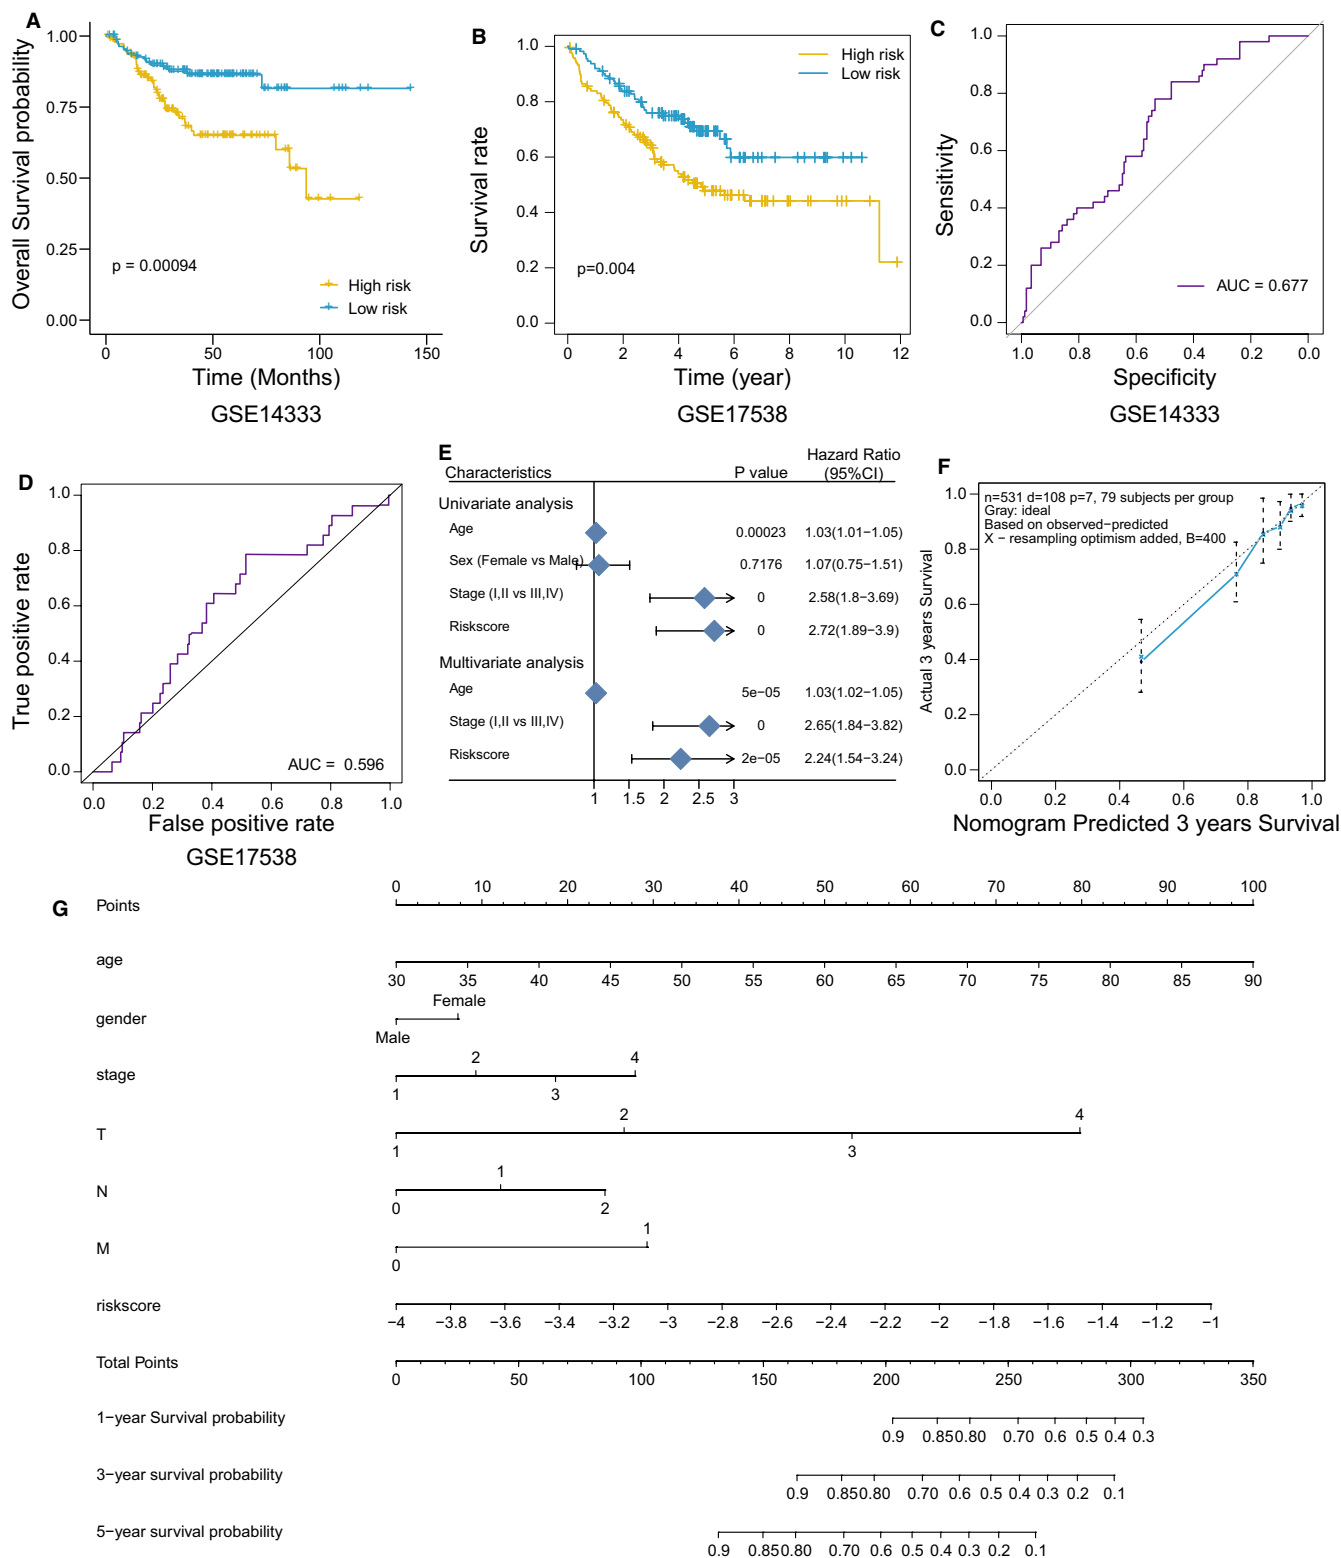 A
Overall Survival probability
1.00
0.75
0.50
0.25
0.00
p = 0.00094
High risk
Low risk
0 50 100 150
Time (Months)
GSE14333
B
Survival rate
1.0
0.8
0.6
0.4
0.2
0.0
High risk
Low risk
p=0.004
0 2 4 6 8 10 12
Time (year)
GSE17538
C
Sensitivity
1.0
0.8
0.6
0.4
0.2
0.0
AUC = 0.677
1.0 0.8 0.6 0.4 0.2 0.0
Specificity
GSE14333
D
True positive rate
1.0
0.8
0.6
0.4
0.2
0.0
AUC = 0.596
0.0 0.2 0.4 0.6 0.8 1.0
False positive rate
GSE17538
E
Characteristics P value Hazard Ratio (95%CI)
Univariate analysis
Age 0.00023 1.03(1.01−1.05)
Sex (Female vs Male) 0.7176 1.07(0.75−1.51)
Stage (I,II vs III,IV) 0 2.58(1.8−3.69)
Riskscore 0 2.72(1.89−3.9)
Multivariate analysis
Age 5e−05 1.03(1.02−1.05)
Stage (I,II vs III,IV) 0 2.65(1.84−3.82)
Riskscore 2e−05 2.24(1.54−3.24)
1 1.5 2 2.5 3
F
Actual 3 years Survival
1.0
0.8
0.6
0.4
0.2
0.0
n=531 d=108 p=7, 79 subjects per group
Gray: ideal
Based on observed−predicted
X − resampling optimism added, B=400
0.0 0.2 0.4 0.6 0.8 1.0
Nomogram Predicted 3 years Survival
G
0 10 20 30 40 50 60 70 80 90 100
Points
age
30 35 40 45 50 55 60 65 70 75 80 85 90
Female
gender
Male
2 4
stage
1 3
2 4
T
1 3
1
N
0 2
1
M
0
riskscore
−4 −3.8 −3.6 −3.4 −3.2 −3 −2.8 −2.6 −2.4 −2.2 −2 −1.8 −1.6 −1.4 −1.2 −1
Total Points
0 50 100 150 200 250 300 350
1−year Survival probability
0.9 0.85 0.80 0.70 0.6 0.5 0.4 0.3
3−year survival probability
0.9 0.85 0.80 0.70 0.6 0.5 0.4 0.3 0.2 0.1
5−year survival probability
0.9 0.85 0.80 0.70 0.6 0.5 0.4 0.3 0.2 0.1